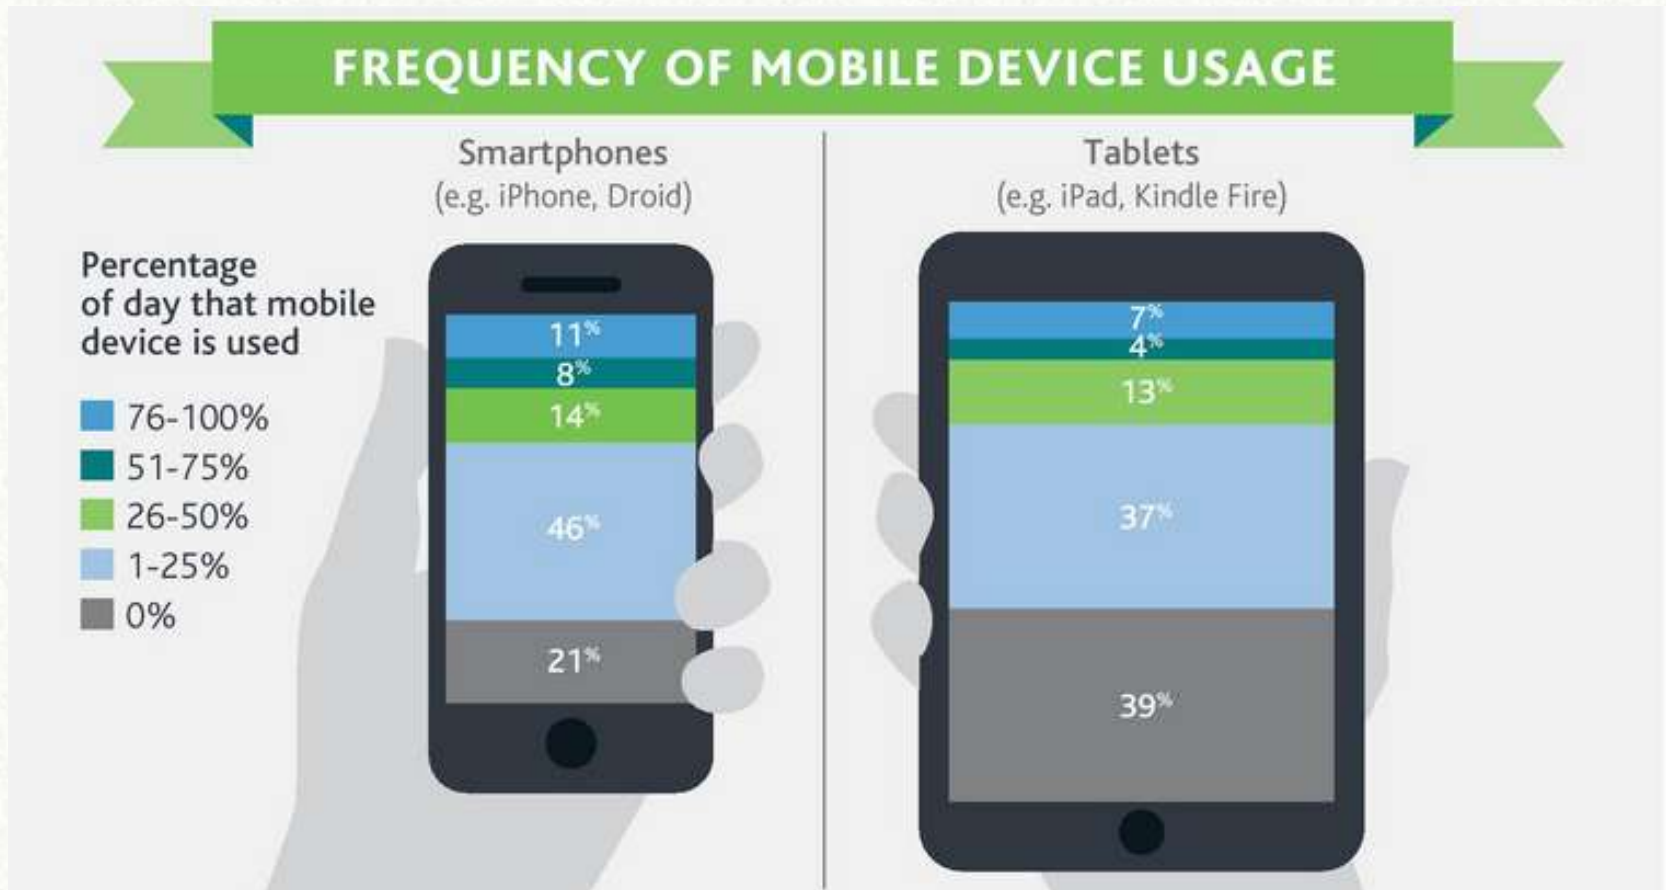 FREQUENCY OF MOBILE DEVICE USAGE
Smartphones
(e.g. iPhone, Droid)
Tablets
(e.g. iPad, Kindle Fire)
Percentage
of day that mobile
device is used
76-100%
51-75%
26-50%
1-25%
0%
11%
8%
14%
46%
21%
7%
4%
13%
37%
39%